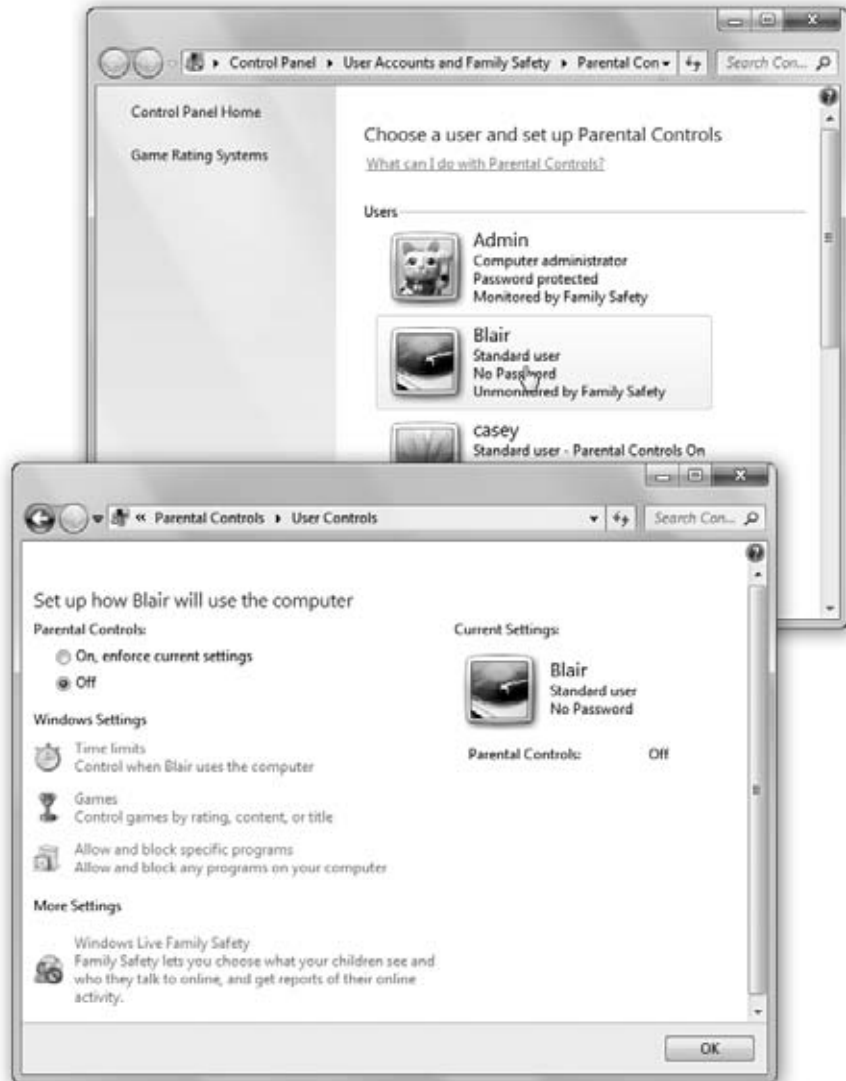 Control Panel ▸ User Accounts and Family Safety ▸ Parental Con
Search Con...
Control Panel Home
Game Rating Systems
Choose a user and set up Parental Controls
What can I do with Parental Controls?
Users
Admin
Computer administrator
Password protected
Monitored by Family Safety
Blair
Standard user
No Password
Unmonitored by Family Safety
casey
Standard user - Parental Controls On
« Parental Controls ▸ User Controls
Search Con...
Set up how Blair will use the computer
Parental Controls:
On, enforce current settings
Off
Windows Settings
Time limits
Control when Blair uses the computer
Games
Control games by rating, content, or title
Allow and block specific programs
Allow and block any programs on your computer
More Settings
Windows Live Family Safety
Family Safety lets you choose what your children see and
who they talk to online, and get reports of their online
activity.
Current Settings:
Blair
Standard user
No Password
Parental Controls: Off
OK